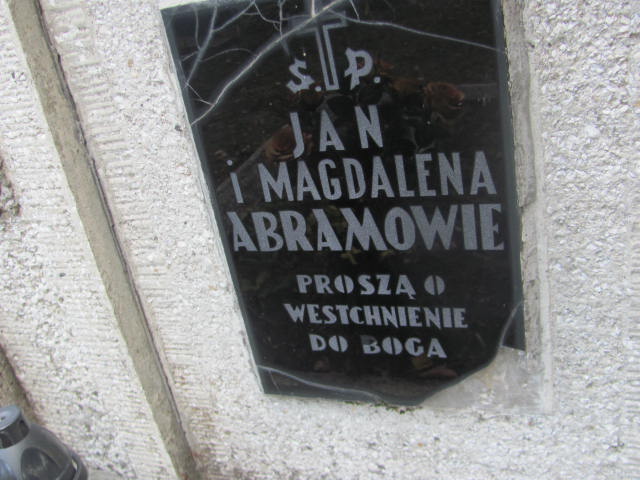 Ś.P.
JAN
i MAGDALENA
ABRAMOWIE
PROSZĄ O
WESTCHNIENIE
DO BOGA